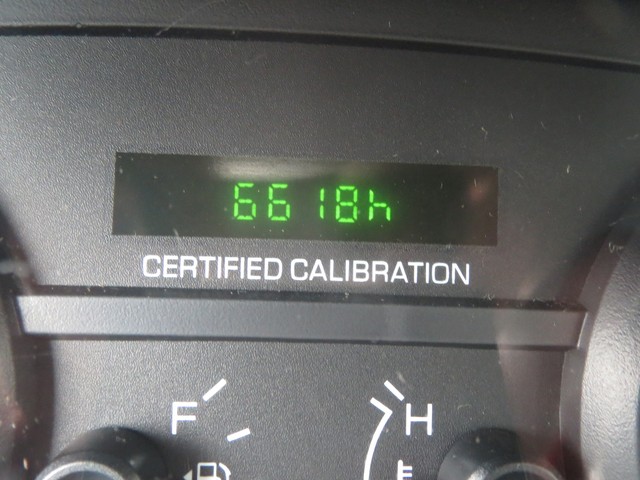 6618h
CERTIFIED CALIBRATION
F H